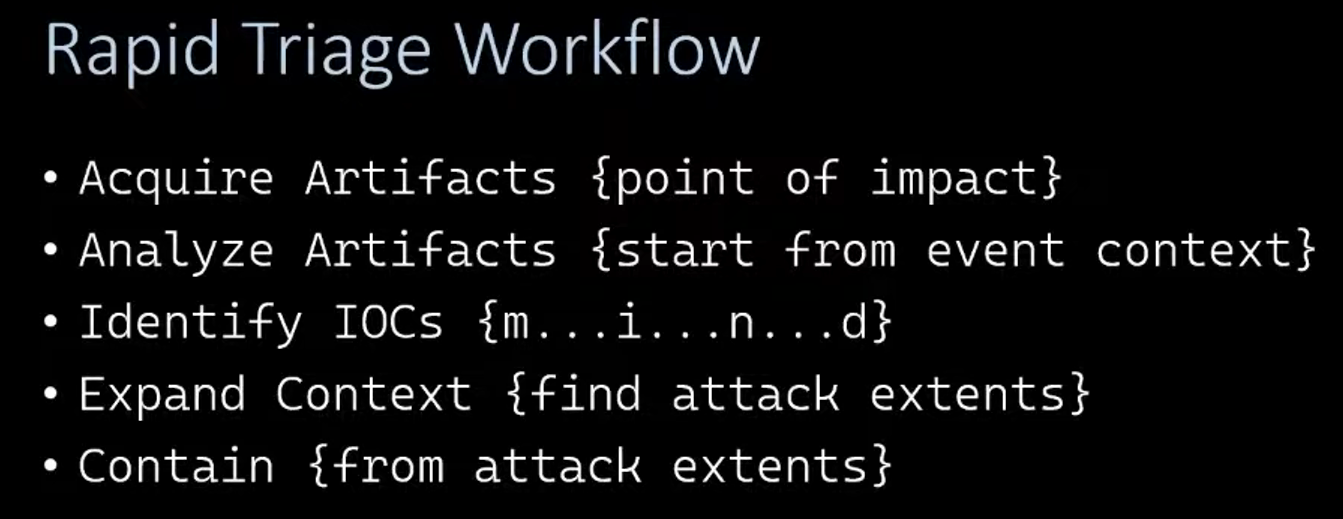 Rapid Triage Workflow
• Acquire Artifacts {point of impact}
• Analyze Artifacts {start from event context}
• Identify IOCs {m...i...n...d}
• Expand Context {find attack extents}
• Contain {from attack extents}